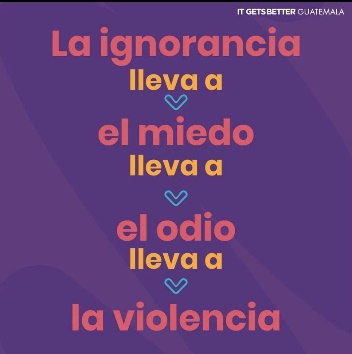 IT GETS BETTER GUATEMALA
La ignorancia
lleva a
el miedo
lleva a
el odio
lleva a
la violencia